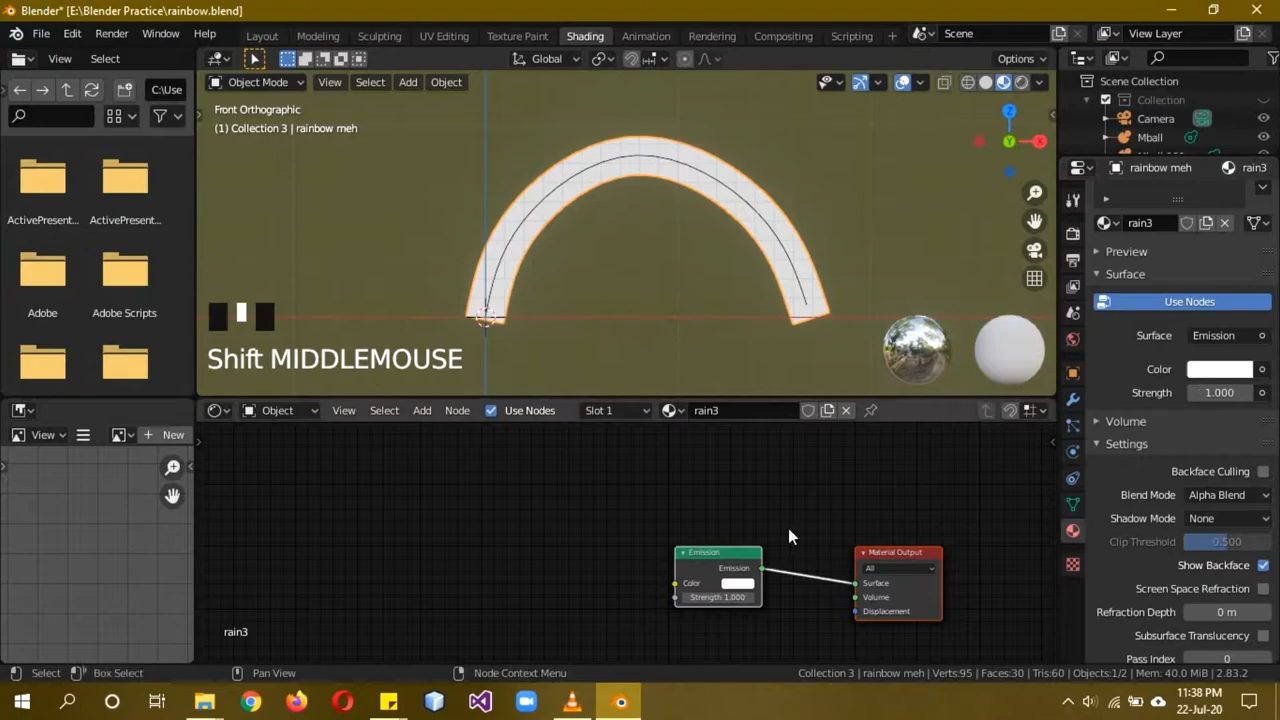 Blender* [E:\Blender Practice\rainbow.blend]
File Edit Render Window Help Layout Modeling Sculpting UV Editing Texture Paint Shading Animation Rendering Compositing Scripting + Scene View Layer
View Select Global Options
C:\Use Object Mode View Select Add Object
Scene Collection
Collection
Camera
Mball
Front Orthographic
(1) Collection 3 | rainbow meh
Z
Y
X
ActivePresent... ActivePresent...
Adobe Adobe Scripts
Shift MIDDLEMOUSE
rainbow meh rain3
rain3
Preview
Surface
Use Nodes
Surface Emission
Color
Strength 1.000
Volume
Settings
Backface Culling
Blend Mode Alpha Blend
Shadow Mode None
Clip Threshold 0.500
Show Backface
Screen Space Refraction
Refraction Depth 0 m
Subsurface Translucency
Pass Index 0
Object View Select Add Node Use Nodes Slot 1 rain3
View + New
Emission
Emission
Color
Strength 1.000
Material Output
All
Surface
Volume
Displacement
rain3
Select Box Select Pan View Node Context Menu Collection 3 | rainbow meh | Verts:95 | Faces:30 | Tris:60 | Objects:1/2 | Mem: 40.0 MiB | 2.83.2
11:38 PM
22-Jul-20